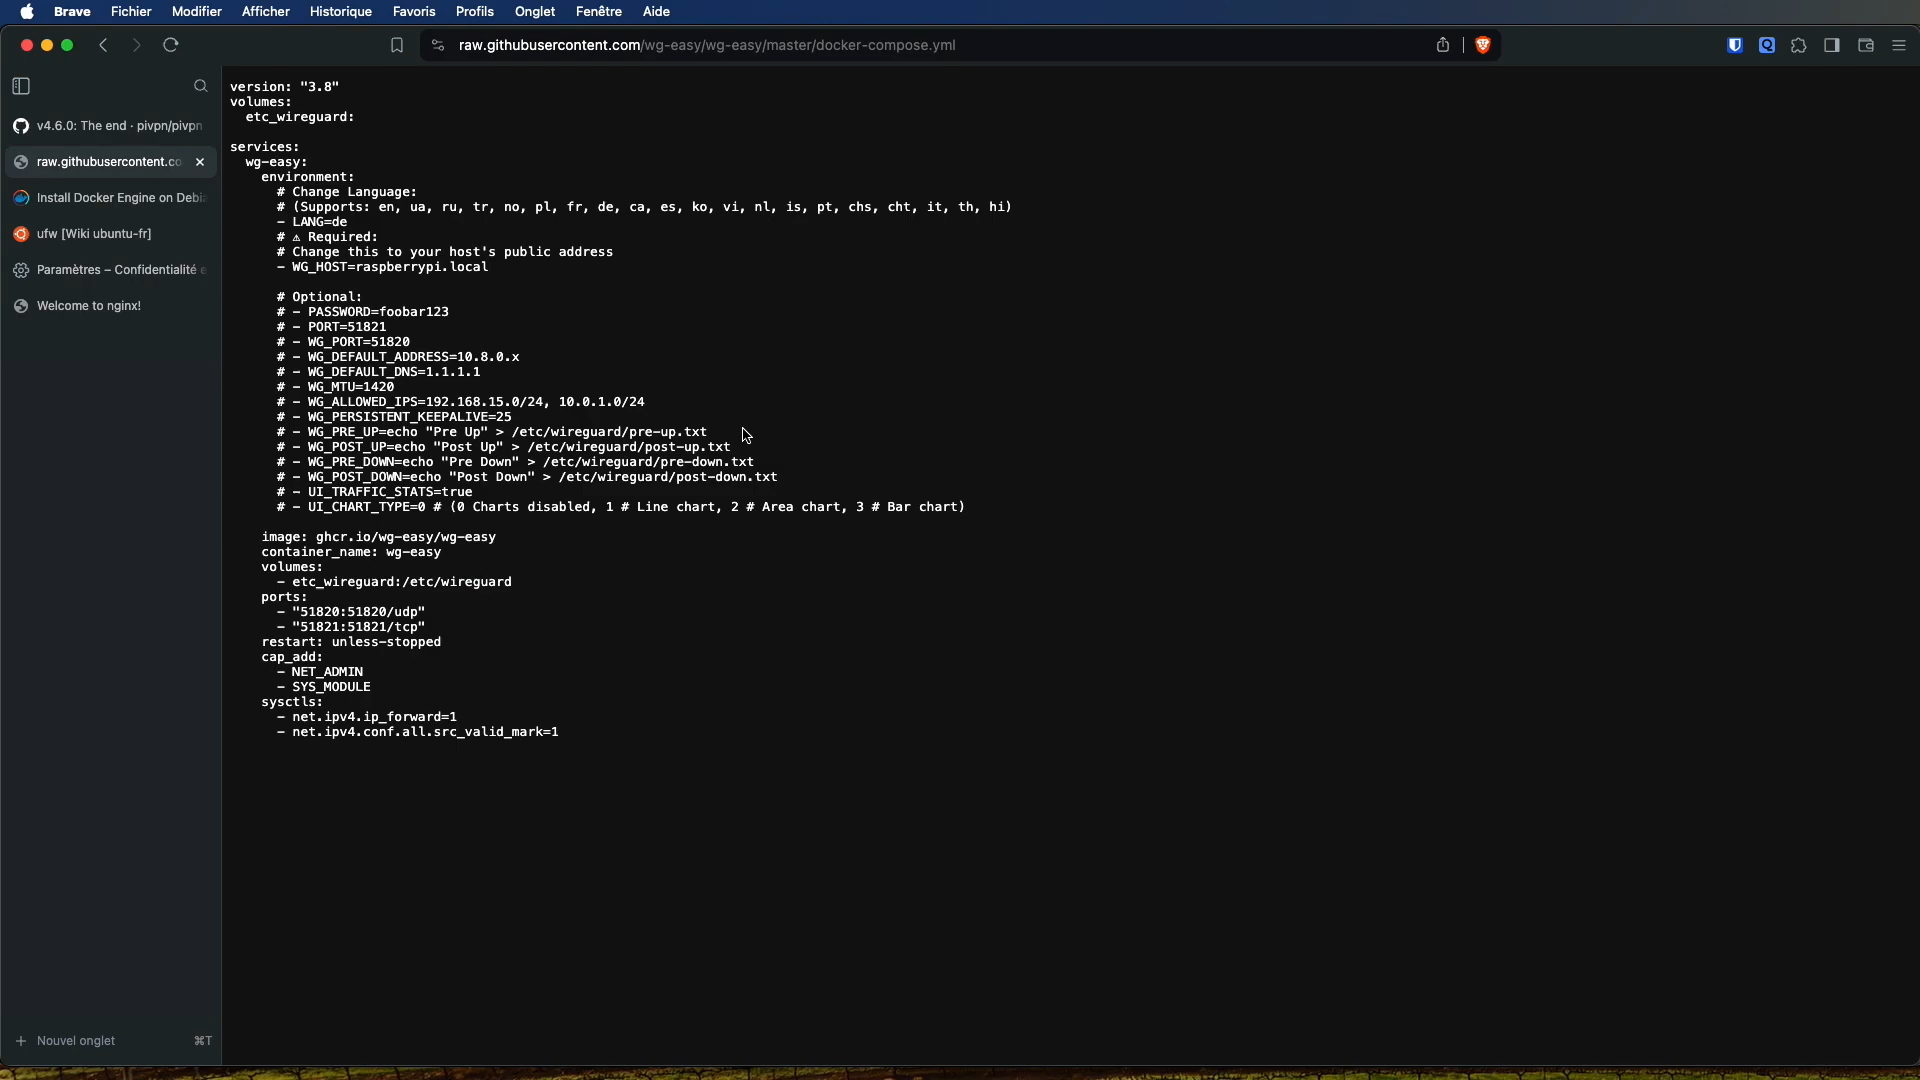 Brave Fichier Modifier Afficher Historique Favoris Profils Onglet Fenêtre Aide
raw.githubusercontent.com/wg-easy/wg-easy/master/docker-compose.yml
v4.6.0: The end · pivpn/pivpn
raw.githubusercontent.co
Install Docker Engine on Debi
ufw [Wiki ubuntu-fr]
Paramètres – Confidentialité e
Welcome to nginx!
Nouvel onglet ⌘T
version: "3.8"
volumes:
  etc_wireguard:

services:
  wg-easy:
    environment:
      # Change Language:
      # (Supports: en, ua, ru, tr, no, pl, fr, de, ca, es, ko, vi, nl, is, pt, chs, cht, it, th, hi)
      - LANG=de
      # ⚠ Required:
      # Change this to your host's public address
      - WG_HOST=raspberrypi.local

      # Optional:
      # - PASSWORD=foobar123
      # - PORT=51821
      # - WG_PORT=51820
      # - WG_DEFAULT_ADDRESS=10.8.0.x
      # - WG_DEFAULT_DNS=1.1.1.1
      # - WG_MTU=1420
      # - WG_ALLOWED_IPS=192.168.15.0/24, 10.0.1.0/24
      # - WG_PERSISTENT_KEEPALIVE=25
      # - WG_PRE_UP=echo "Pre Up" > /etc/wireguard/pre-up.txt
      # - WG_POST_UP=echo "Post Up" > /etc/wireguard/post-up.txt
      # - WG_PRE_DOWN=echo "Pre Down" > /etc/wireguard/pre-down.txt
      # - WG_POST_DOWN=echo "Post Down" > /etc/wireguard/post-down.txt
      # - UI_TRAFFIC_STATS=true
      # - UI_CHART_TYPE=0 # (0 Charts disabled, 1 # Line chart, 2 # Area chart, 3 # Bar chart)

    image: ghcr.io/wg-easy/wg-easy
    container_name: wg-easy
    volumes:
      - etc_wireguard:/etc/wireguard
    ports:
      - "51820:51820/udp"
      - "51821:51821/tcp"
    restart: unless-stopped
    cap_add:
      - NET_ADMIN
      - SYS_MODULE
    sysctls:
      - net.ipv4.ip_forward=1
      - net.ipv4.conf.all.src_valid_mark=1